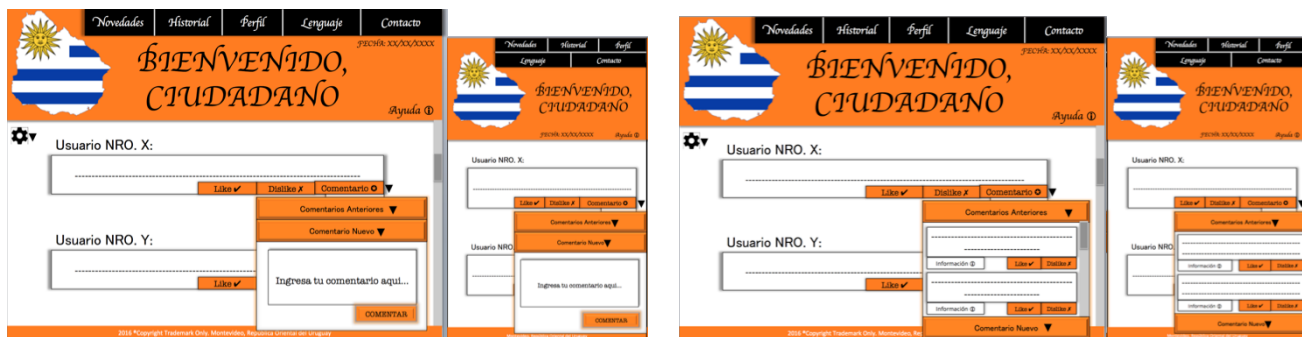 Novedades Historial Perfil Lenguaje Contacto
FECHA: XX/XX/XXXX
BIENVENIDO,
CIUDADANO
Ayuda
Usuario NRO. X:
Like ✔ Dislike ✗ Comentario
Comentarios Anteriores ▼
Comentario Nuevo ▼
Usuario NRO. Y:
Ingresa tu comentario aqui...
Like ✔
COMENTAR
2016 ®Copyright Trademark Only. Montevideo, República Oriental del Uruguay
Novedades Historial Perfil
Lenguaje Contacto
BIENVENIDO,
CIUDADANO
FECHA: XX/XX/XXXX Ayuda
Usuario NRO. X:
Like ✔ Dislike ✗ Comentario
Comentarios Anteriores ▼
Comentario Nuevo ▼
Usuario NRO
Ingresa tu comentario aqui...
COMENTAR
Novedades Historial Perfil Lenguaje Contacto
FECHA: XX/XX/XXXX
BIENVENIDO,
CIUDADANO
Ayuda
Usuario NRO. X:
Like ✔ Dislike ✗ Comentario
Comentarios Anteriores ▼
Información Like ✔ Dislike ✗
Usuario NRO. Y:
Like ✔
Información Like ✔ Dislike ✗
Comentario Nuevo ▼
2016 ®Copyright Trademark Only. Montevideo, Re
Novedades Historial Perfil
Lenguaje Contacto
BIENVENIDO,
CIUDADANO
FECHA: XX/XX/XXXX Ayuda
Usuario NRO. X:
Like ✔ Dislike ✗ Comentario
Comentarios Anteriores ▼
Usuario NRO
Información Like ✔ Dislike ✗
Información Like ✔ Dislike ✗
Comentario Nuevo ▼